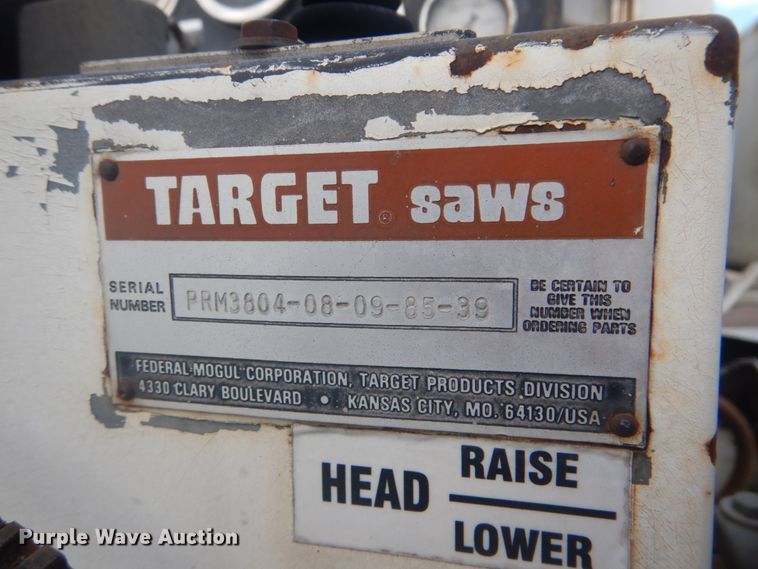 TARGET® saws
SERIAL NUMBER
PRM3804-08-09-85-39
BE CERTAIN TO
GIVE THIS
NUMBER WHEN
ORDERING PARTS
FEDERAL-MOGUL CORPORATION, TARGET PRODUCTS DIVISION
4330 CLARY BOULEVARD • KANSAS CITY, MO. 64130/USA
HEAD
RAISE
LOWER
Purple Wave Auction